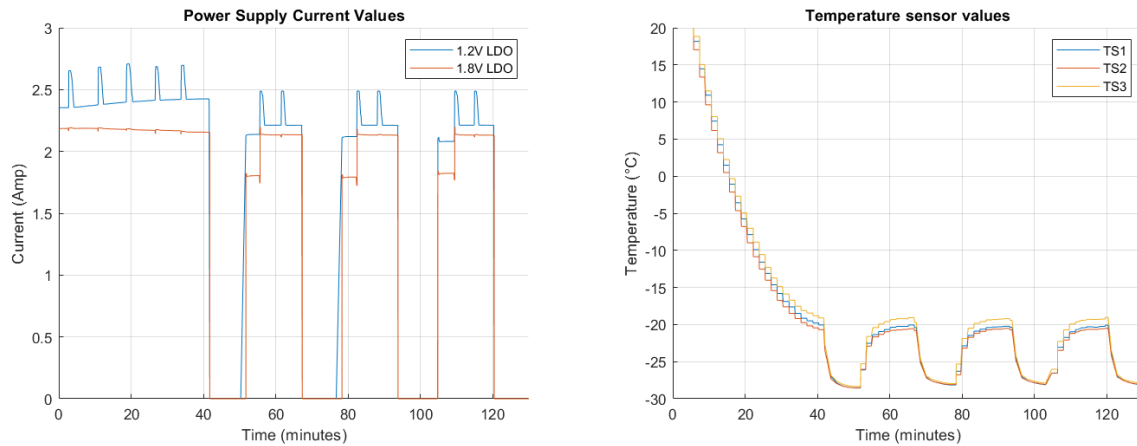 Power Supply Current Values
3
2.5
2
1.5
1
0.5
0
Current (Amp)
1.2V LDO
1.8V LDO
0
20
40
60
80
100
120
Time (minutes)
Temperature sensor values
20
15
10
5
0
-5
-10
-15
-20
-25
-30
Temperature (°C)
TS1
TS2
TS3
0
20
40
60
80
100
120
Time (minutes)